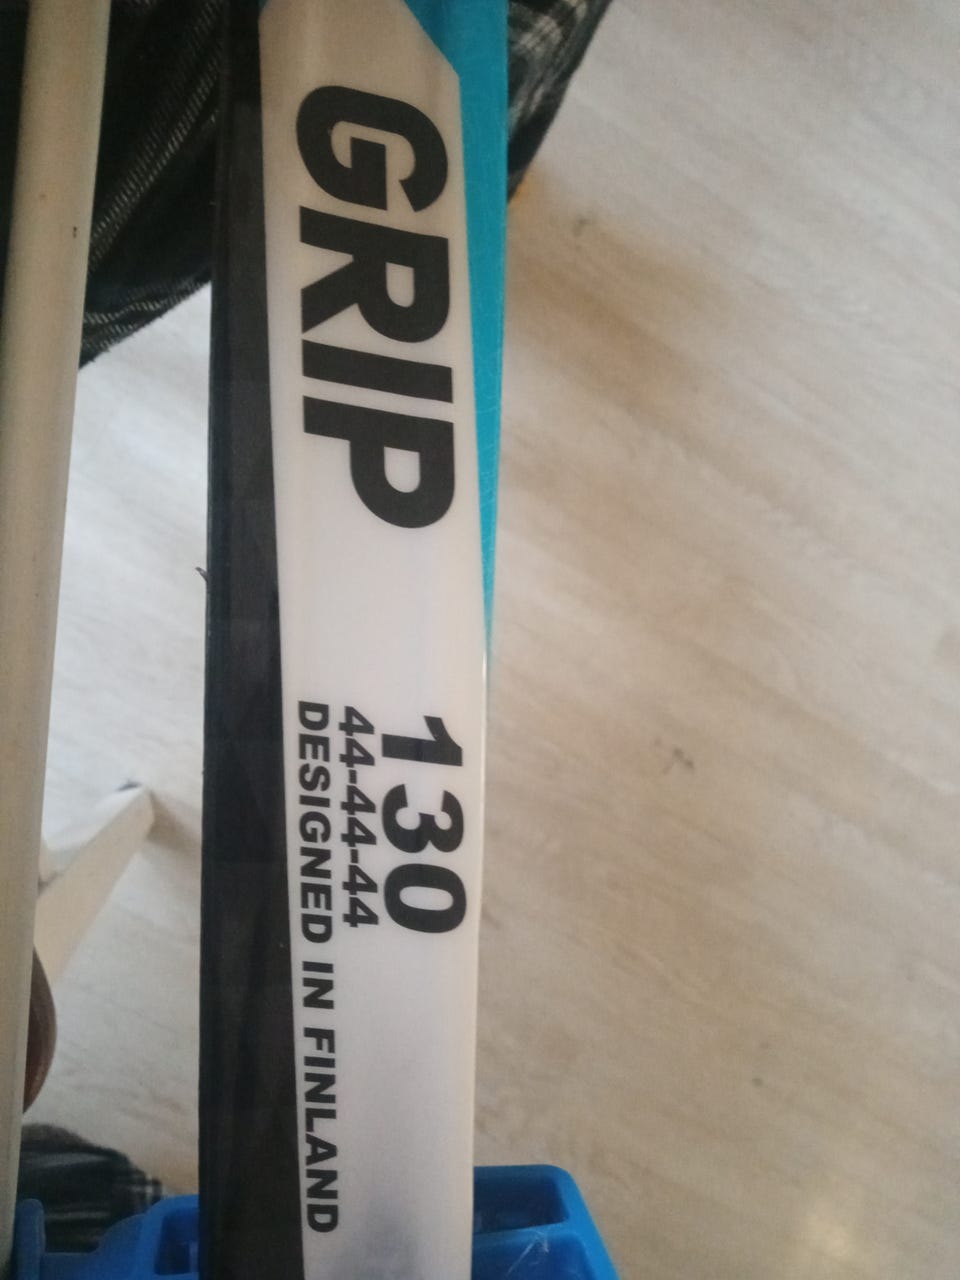 GRIP
130
44-44-44
DESIGNED IN FINLAND